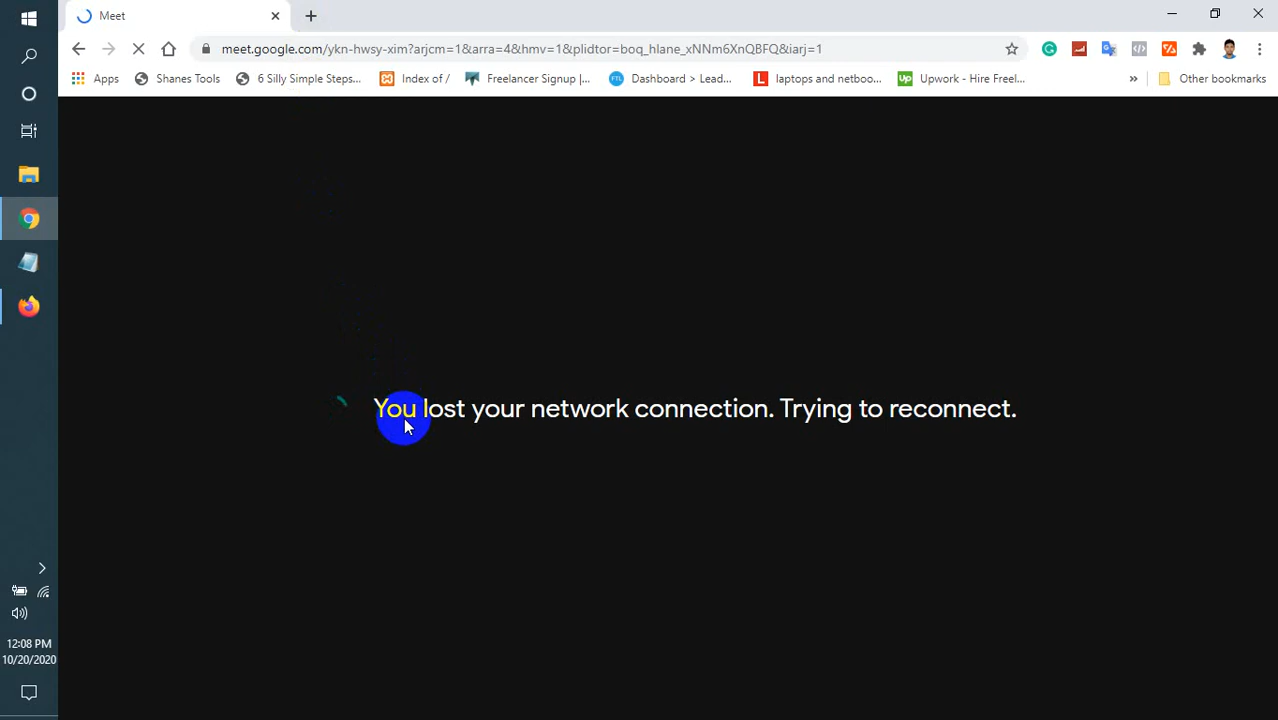 Meet
meet.google.com/ykn-hwsy-xim?arjcm=1&arra=4&hmv=1&plidtor=boq_hlane_xNNm6XnQBFQ&iarj=1
Apps Shanes Tools 6 Silly Simple Steps... Index of / Freelancer Signup |... Dashboard > Lead... laptops and netboo... Upwork - Hire Freel... » Other bookmarks
You lost your network connection. Trying to reconnect.
12:08 PM
10/20/2020